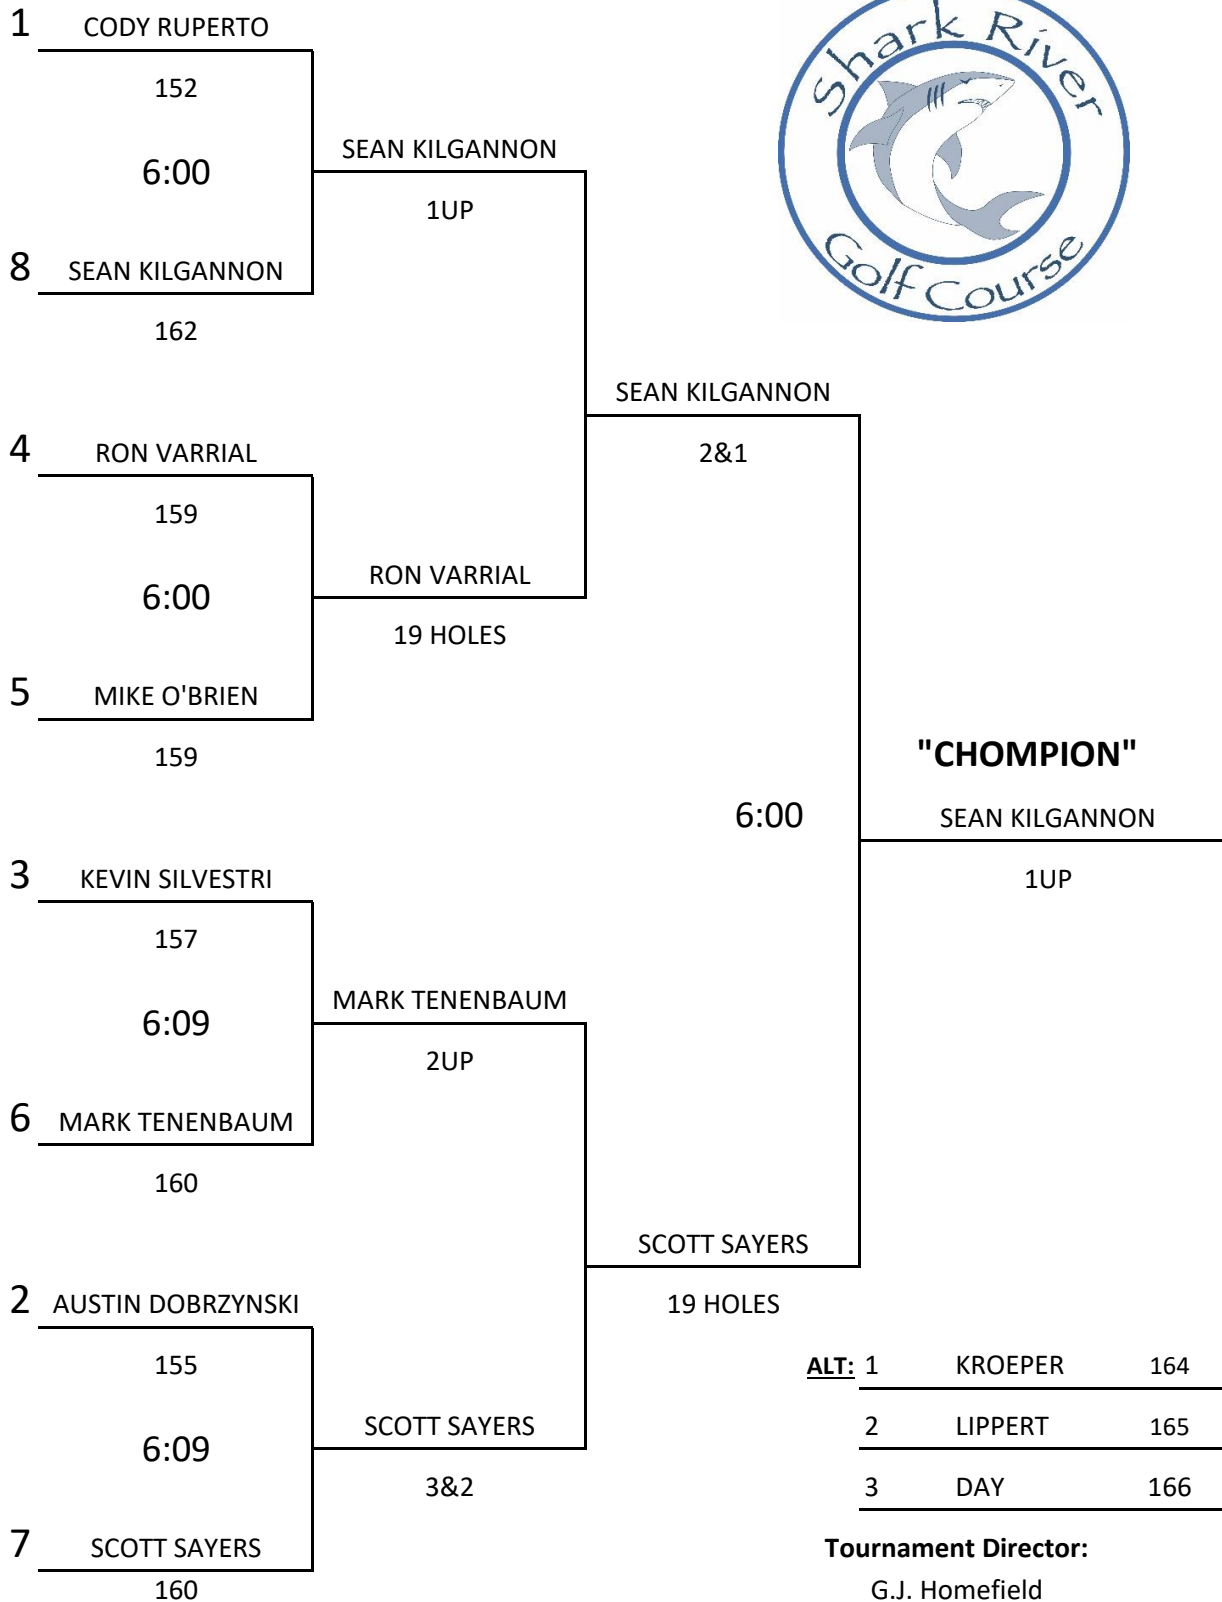 Shark River
Golf Course
1 CODY RUPERTO
152
6:00
8 SEAN KILGANNON
162
SEAN KILGANNON
1UP
4 RON VARRIAL
159
6:00
5 MIKE O'BRIEN
159
RON VARRIAL
19 HOLES
SEAN KILGANNON
2&1
3 KEVIN SILVESTRI
157
6:09
6 MARK TENENBAUM
160
MARK TENENBAUM
2UP
2 AUSTIN DOBRZYNSKI
155
6:09
7 SCOTT SAYERS
160
SCOTT SAYERS
3&2
SCOTT SAYERS
19 HOLES
6:00
"CHOMPION"
SEAN KILGANNON
1UP
ALT: 1 KROEPER 164
2 LIPPERT 165
3 DAY 166
Tournament Director:
G.J. Homefield